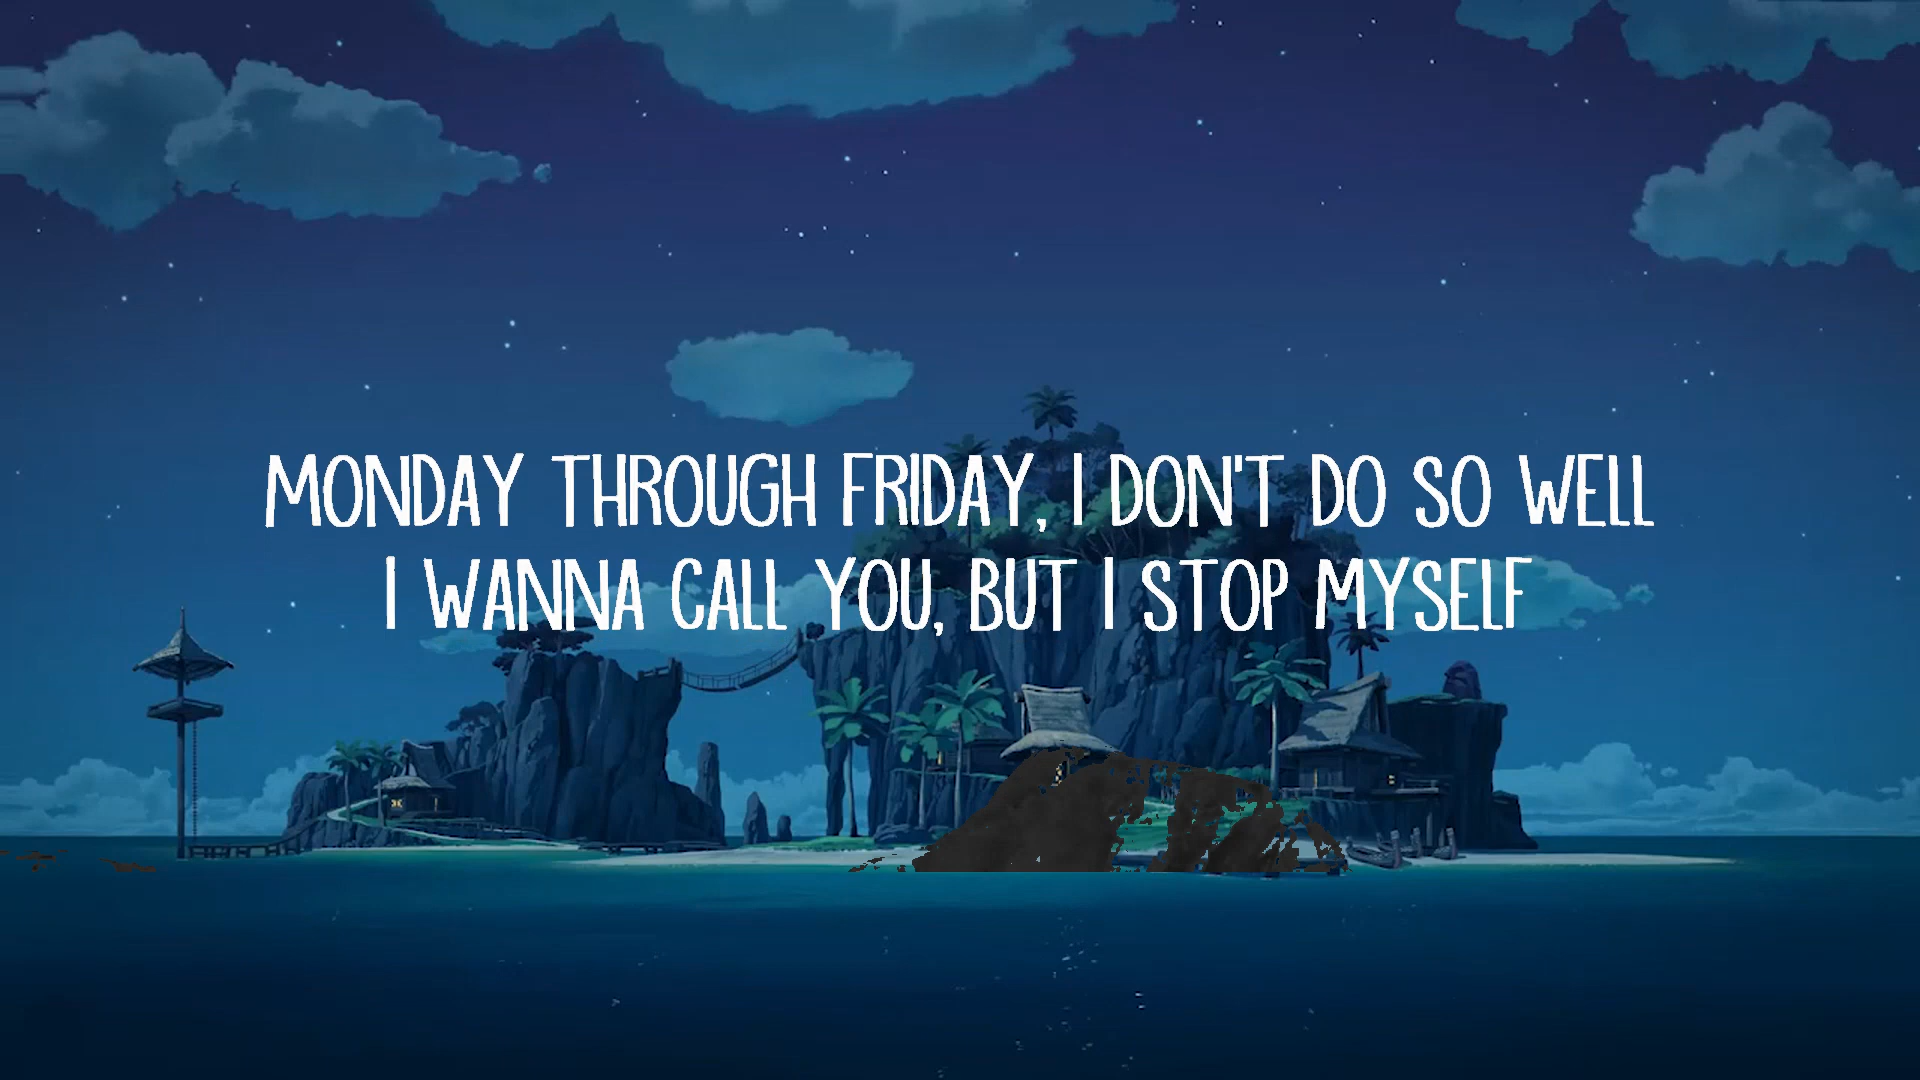 MONDAY THROUGH FRIDAY, I DON'T DO SO WELL
I WANNA CALL YOU, BUT I STOP MYSELF